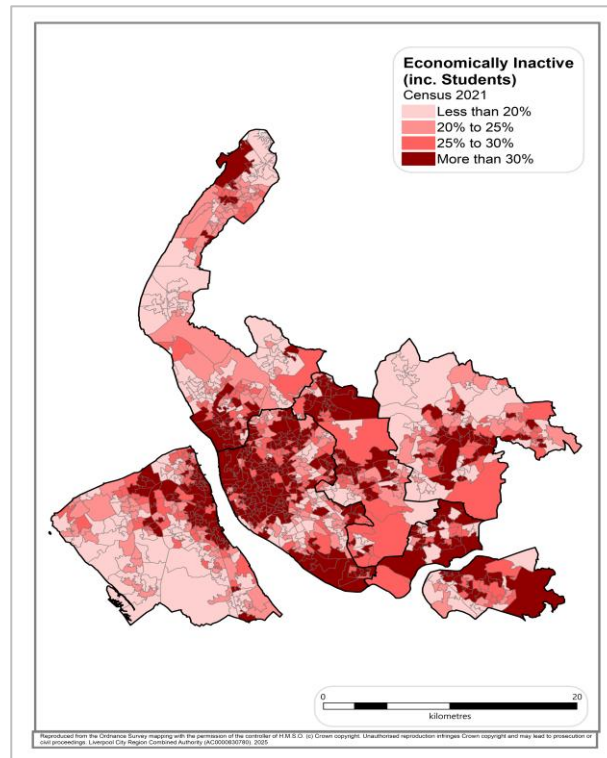 Economically Inactive
(inc. Students)
Census 2021
Less than 20%
20% to 25%
25% to 30%
More than 30%
0 20
kilometres
Reproduced from the Ordnance Survey mapping with the permission of the controller of H.M.S.O. (c) Crown copyright. Unauthorised reproduction infringes Crown copyright and may lead to prosecution or
civil proceedings. Liverpool City Region Combined Authority (AC0000830780). 2025